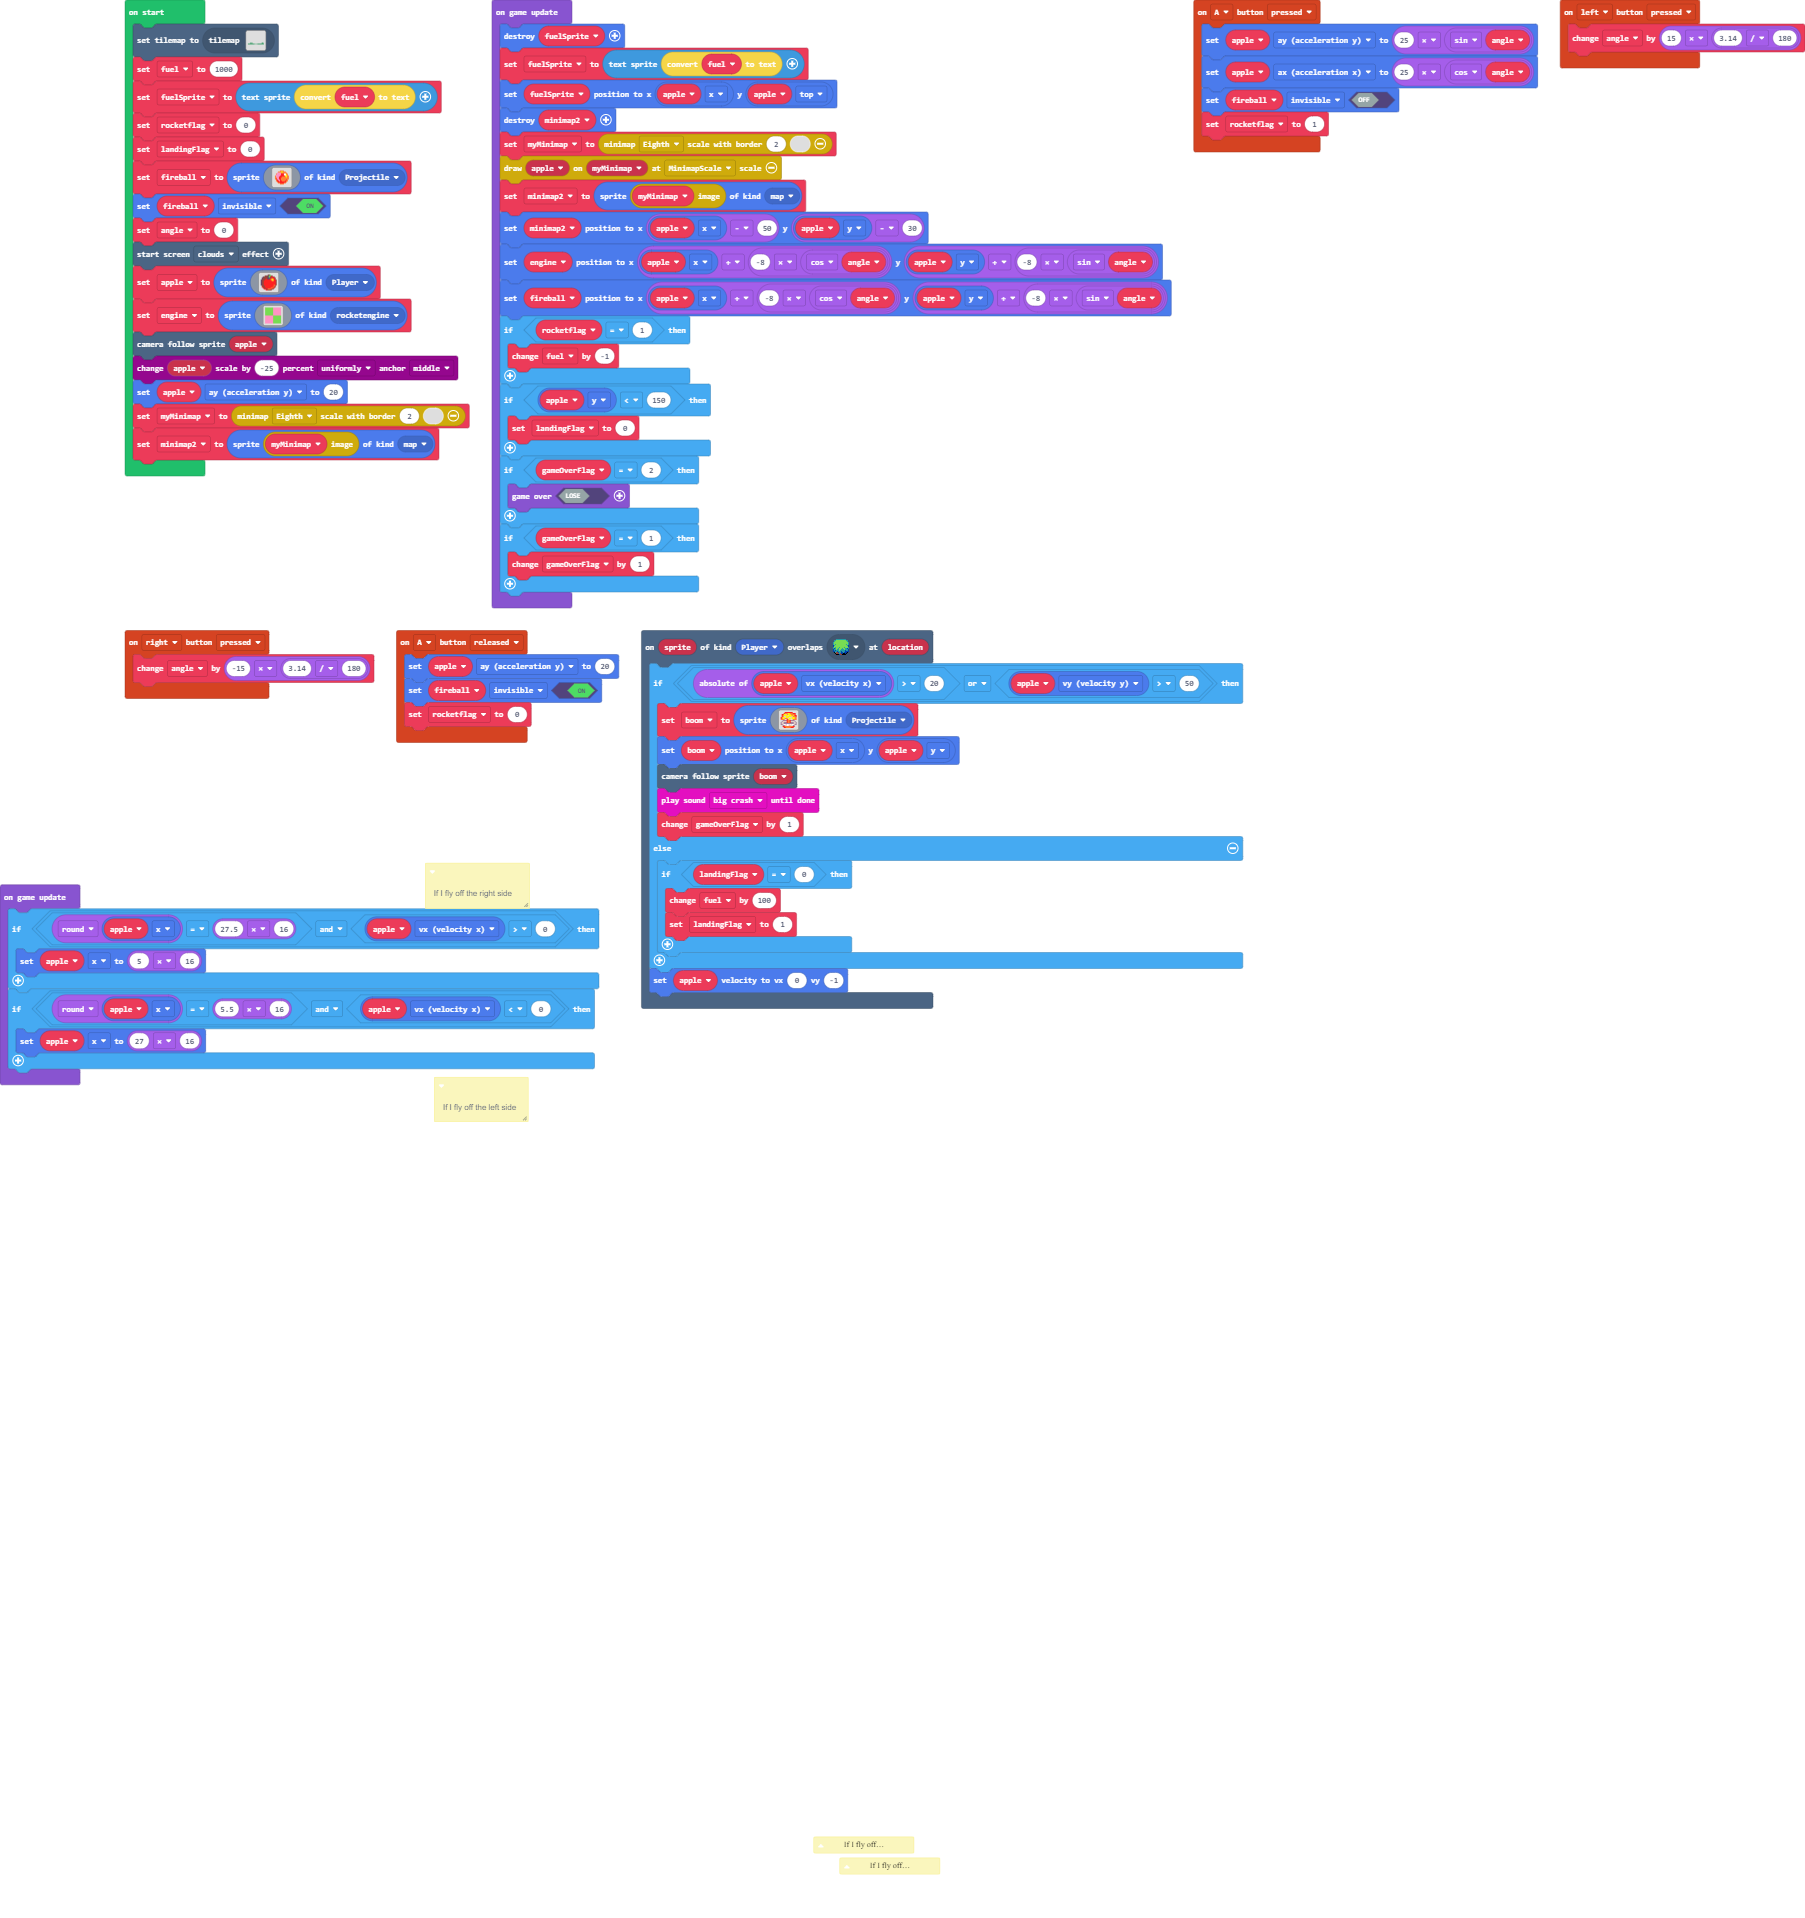 on start
set tilemap to tilemap
set fuel to 1000
set fuelSprite to text sprite convert fuel to text
set rocketflag to 0
set landingFlag to 0
set fireball to sprite of kind Projectile
set fireball invisible ON
set angle to 0
start screen clouds effect
set apple to sprite of kind Player
set engine to sprite of kind rocketengine
camera follow sprite apple
change apple scale by -25 percent uniformly anchor middle
set apple ay (acceleration y) to 20
set myMinimap to minimap Eighth scale with border 2
set minimap2 to sprite myMinimap image of kind map
on game update
destroy fuelSprite
set fuelSprite to text sprite convert fuel to text
set fuelSprite position to x apple x y apple top
destroy minimap2
set myMinimap to minimap Eighth scale with border 2
draw apple on myMinimap at MinimapScale scale
set minimap2 to sprite myMinimap image of kind map
set minimap2 position to x apple x - 50 y apple y - 30
set engine position to x apple x + -8 × cos angle y apple y + -8 × sin angle
set fireball position to x apple x + -8 × cos angle y apple y + -8 × sin angle
if rocketflag = 1 then
change fuel by -1
if apple y < 150 then
set landingFlag to 0
if gameOverFlag = 2 then
game over LOSE
if gameOverFlag = 1 then
change gameOverFlag by 1
on A button pressed
set apple ay (acceleration y) to 25 × sin angle
set apple ax (acceleration x) to 25 × cos angle
set fireball invisible OFF
set rocketflag to 1
on left button pressed
change angle by 15 × 3.14 / 180
on right button pressed
change angle by -15 × 3.14 / 180
on A button released
set apple ay (acceleration y) to 20
set fireball invisible ON
set rocketflag to 0
on sprite of kind Player overlaps at location
if absolute of apple vx (velocity x) > 20 or apple vy (velocity y) > 50 then
set boom to sprite of kind Projectile
set boom position to x apple x y apple y
camera follow sprite boom
play sound big crash until done
change gameOverFlag by 1
else
if landingFlag = 0 then
change fuel by 100
set landingFlag to 1
set apple velocity to vx 0 vy -1
If I fly off the right side
on game update
if round apple x = 27.5 × 16 and apple vx (velocity x) > 0 then
set apple x to 5 × 16
if round apple x = 5.5 × 16 and apple vx (velocity x) < 0 then
set apple x to 27 × 16
If I fly off the left side
If I fly off...
If I fly off...